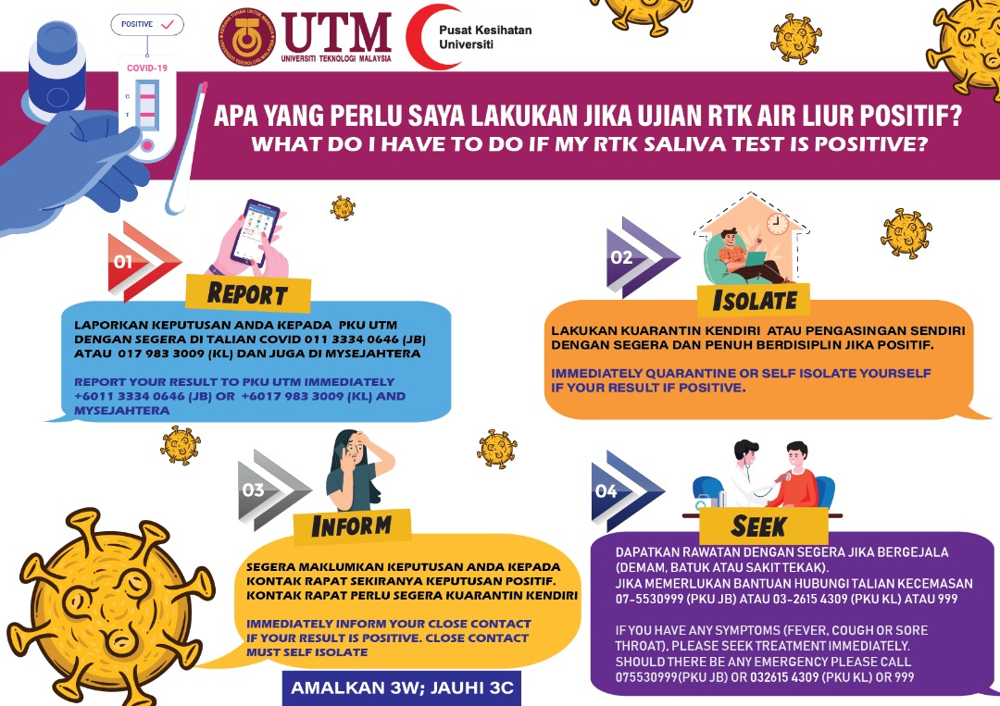 POSITIVE
COVID-19
C
T
UTM
UNIVERSITI TEKNOLOGI MALAYSIA
Pusat Kesihatan
Universiti
APA YANG PERLU SAYA LAKUKAN JIKA UJIAN RTK AIR LIUR POSITIF?
WHAT DO I HAVE TO DO IF MY RTK SALIVA TEST IS POSITIVE?
01
REPORT
LAPORKAN KEPUTUSAN ANDA KEPADA PKU UTM
DENGAN SEGERA DI TALIAN COVID 011 3334 0646 (JB)
ATAU 017 983 3009 (KL) DAN JUGA DI MYSEJAHTERA
REPORT YOUR RESULT TO PKU UTM IMMEDIATELY
+6011 3334 0646 (JB) OR +6017 983 3009 (KL) AND
MYSEJAHTERA
02
ISOLATE
LAKUKAN KUARANTIN KENDIRI ATAU PENGASINGAN SENDIRI
DENGAN SEGERA DAN PENUH BERDISIPLIN JIKA POSITIF.
IMMEDIATELY QUARANTINE OR SELF ISOLATE YOURSELF
IF YOUR RESULT IF POSITIVE.
03
INFORM
SEGERA MAKLUMKAN KEPUTUSAN ANDA KEPADA
KONTAK RAPAT SEKIRANYA KEPUTUSAN POSITIF.
KONTAK RAPAT PERLU SEGERA KUARANTIN KENDIRI
IMMEDIATELY INFORM YOUR CLOSE CONTACT
IF YOUR RESULT IS POSITIVE. CLOSE CONTACT
MUST SELF ISOLATE
04
SEEK
DAPATKAN RAWATAN DENGAN SEGERA JIKA BERGEJALA
(DEMAM, BATUK ATAU SAKIT TEKAK).
JIKA MEMERLUKAN BANTUAN HUBUNGI TALIAN KECEMASAN
07-5530999 (PKU JB) ATAU 03-2615 4309 (PKU KL) ATAU 999
IF YOU HAVE ANY SYMPTOMS (FEVER, COUGH OR SORE
THROAT), PLEASE SEEK TREATMENT IMMEDIATELY.
SHOULD THERE BE ANY EMERGENCY PLEASE CALL
075530999(PKU JB) OR 032615 4309 (PKU KL) OR 999
AMALKAN 3W; JAUHI 3C